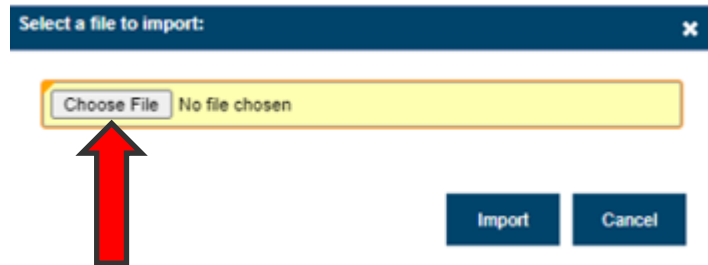 Select a file to import:
Choose File No file chosen
Import Cancel